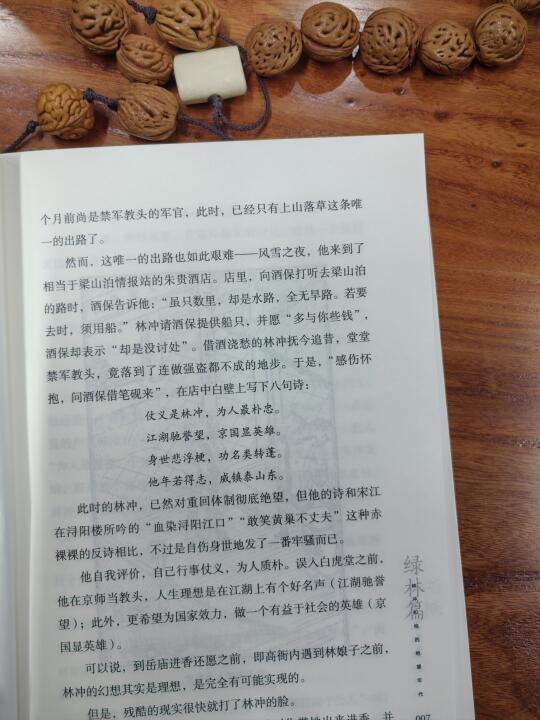 个月前尚是禁军教头的军官，此时，已经只有上山落草这条唯
一的出路了。
然而，这唯一的出路也如此艰难——风雪之夜，他来到了
相当于梁山泊情报站的朱贵酒店。店里，向酒保打听去梁山泊
的路时，酒保告诉他：“虽只数里，却是水路，全无旱路。若要
去时，须用船。”林冲请酒保提供船只，并愿“多与你些钱”，
酒保却表示“却是没讨处”。借酒浇愁的林冲抚今追昔，堂堂
禁军教头，竟落到了连做强盗都不成的地步。于是，“感伤怀
抱，问酒保借笔砚来”，在店中白壁上写下八句诗：
仗义是林冲，为人最朴忠。
江湖驰誉望，京国显英雄。
身世悲浮梗，功名类转蓬。
他年若得志，威镇泰山东。
此时的林冲，已然对重回体制彻底绝望，但他的诗和宋江
在浔阳楼所吟的“血染浔阳江口”“敢笑黄巢不丈夫”这种赤
裸裸的反诗相比，不过是自伤身世地发了一番牢骚而已。
他自我评价，自己行事仗义，为人质朴。误入白虎堂之前，
他在京师当教头，人生理想是在江湖上有个好名声（江湖驰誉
望）；此外，更希望为国家效力，做一个有益于社会的英雄（京
国显英雄）。
可以说，到岳庙进香还愿之前，即高衙内遇到林娘子之前，
林冲的幻想其实是理想，是完全有可能实现的。
但是，残酷的现实很快就打了林冲的脸。
绿林篇
007